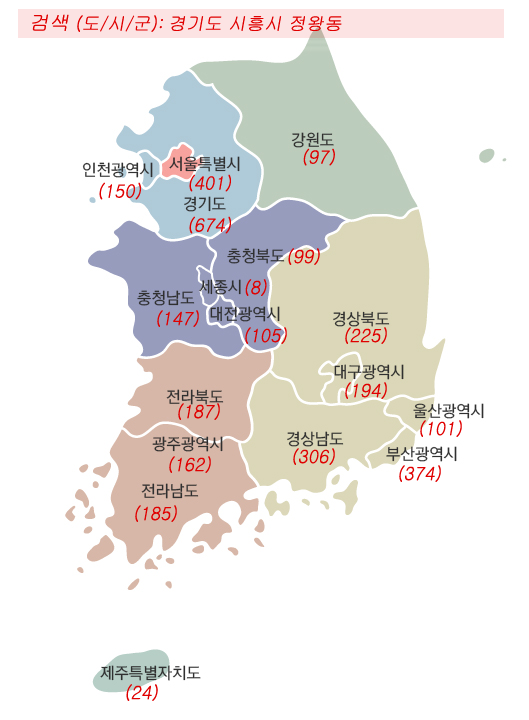 검색 (도/시/군): 경기도 시흥시 정왕동
강원도
(97)
서울특별시
(401)
인천광역시
(150)
경기도
(674)
충청북도(99)
세종시(8)
충청남도
(147)
대전광역시
(105)
경상북도
(225)
대구광역시
(194)
전라북도
(187)
울산광역시
(101)
경상남도
(306)
광주광역시
(162)
부산광역시
(374)
전라남도
(185)
제주특별자치도
(24)